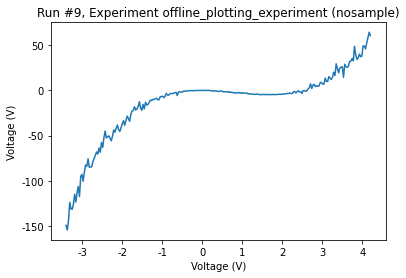 Run #9, Experiment offline_plotting_experiment (nosample)
Voltage (V)
50
0
-50
-100
-150
-3 -2 -1 0 1 2 3 4
Voltage (V)